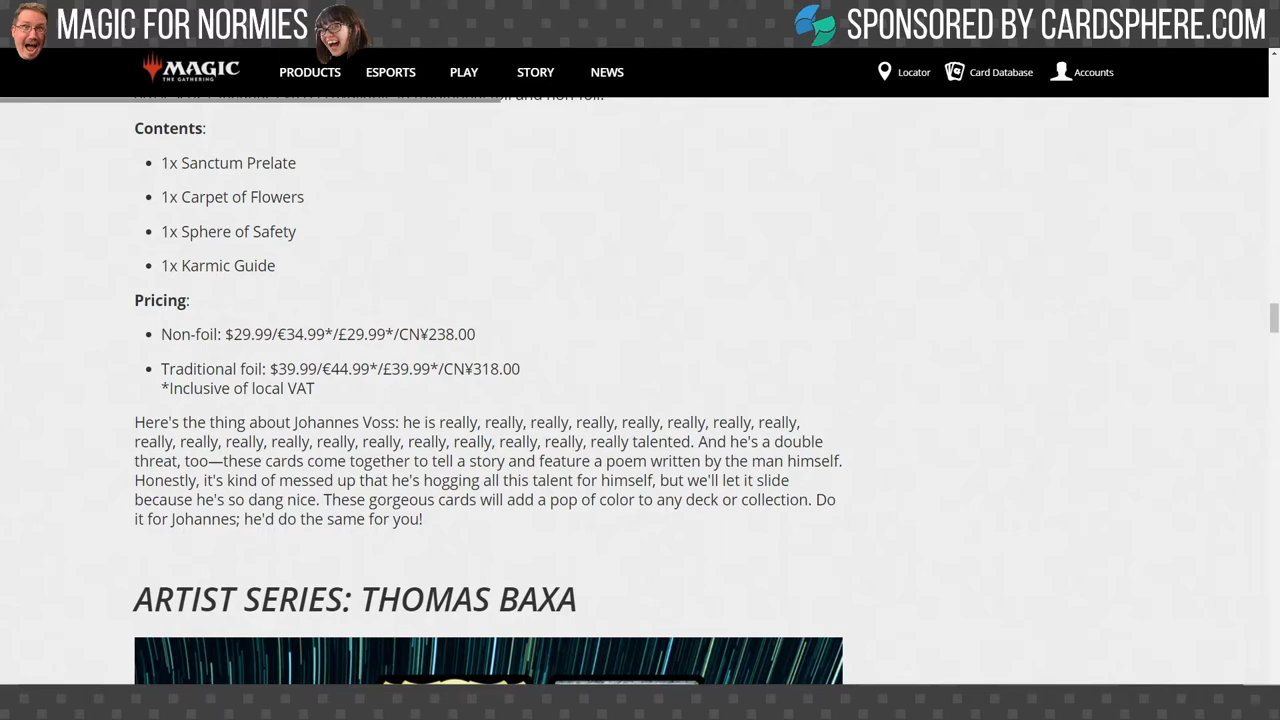 MAGIC FOR NORMIES
SPONSORED BY CARDSPHERE.COM
MAGIC
THE GATHERING
PRODUCTS
ESPORTS
PLAY
STORY
NEWS
Locator
Card Database
Accounts
Contents:
• 1x Sanctum Prelate
• 1x Carpet of Flowers
• 1x Sphere of Safety
• 1x Karmic Guide
Pricing:
• Non-foil: $29.99/€34.99*/£29.99*/CN¥238.00
• Traditional foil: $39.99/€44.99*/£39.99*/CN¥318.00
*Inclusive of local VAT
Here's the thing about Johannes Voss: he is really, really, really, really, really, really, really, really,
really, really, really, really, really, really, really, really, really, really, really talented. And he's a double
threat, too—these cards come together to tell a story and feature a poem written by the man himself.
Honestly, it's kind of messed up that he's hogging all this talent for himself, but we'll let it slide
because he's so dang nice. These gorgeous cards will add a pop of color to any deck or collection. Do
it for Johannes; he'd do the same for you!
ARTIST SERIES: THOMAS BAXA